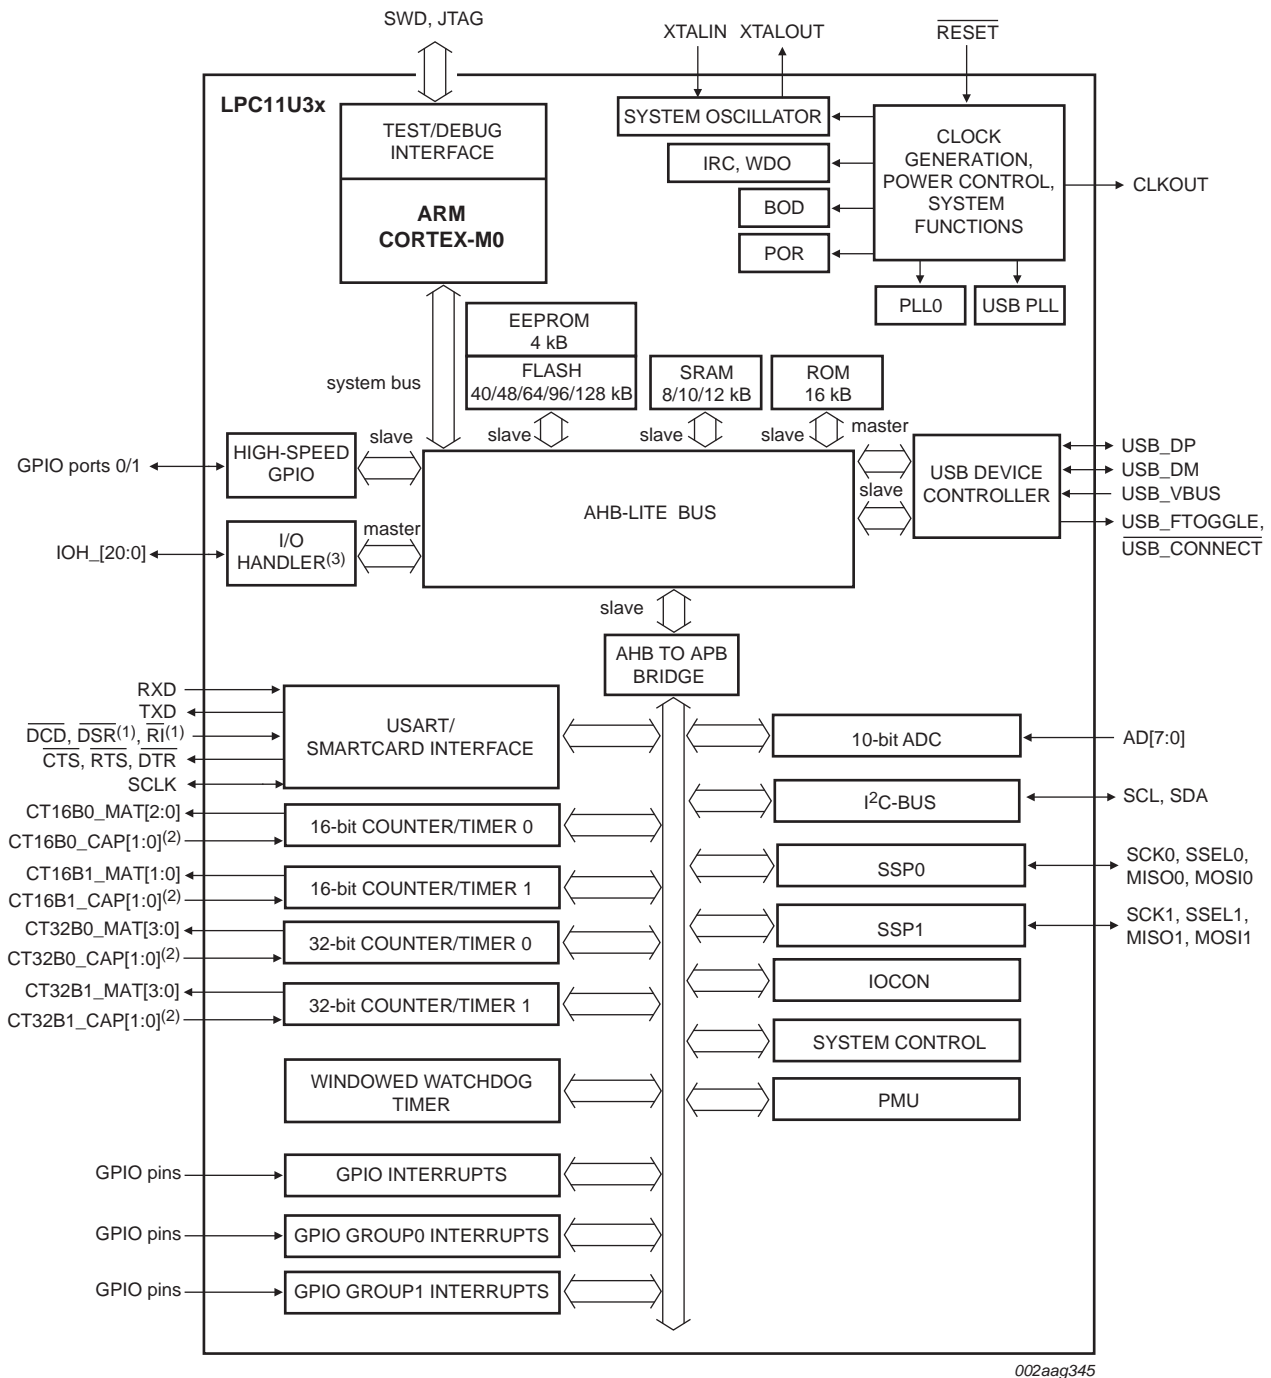 SWD, JTAG
XTALIN XTALOUT
RESET
LPC11U3x
TEST/DEBUG
INTERFACE
ARM
CORTEX-M0
SYSTEM OSCILLATOR
IRC, WDO
BOD
POR
CLOCK
GENERATION,
POWER CONTROL,
SYSTEM
FUNCTIONS
CLKOUT
PLL0
USB PLL
system bus
EEPROM
4 kB
FLASH
40/48/64/96/128 kB
SRAM
8/10/12 kB
ROM
16 kB
slave
slave
slave
slave
master
slave
GPIO ports 0/1
HIGH-SPEED
GPIO
AHB-LITE BUS
USB DEVICE
CONTROLLER
USB_DP
USB_DM
USB_VBUS
USB_FTOGGLE,
USB_CONNECT
IOH_[20:0]
I/O
HANDLER(3)
master
slave
AHB TO APB
BRIDGE
RXD
TXD
DCD, DSR(1), RI(1)
CTS, RTS, DTR
SCLK
USART/
SMARTCARD INTERFACE
10-bit ADC
AD[7:0]
CT16B0_MAT[2:0]
CT16B0_CAP[1:0](2)
16-bit COUNTER/TIMER 0
I2C-BUS
SCL, SDA
CT16B1_MAT[1:0]
CT16B1_CAP[1:0](2)
16-bit COUNTER/TIMER 1
SSP0
SCK0, SSEL0,
MISO0, MOSI0
CT32B0_MAT[3:0]
CT32B0_CAP[1:0](2)
32-bit COUNTER/TIMER 0
SSP1
SCK1, SSEL1,
MISO1, MOSI1
CT32B1_MAT[3:0]
CT32B1_CAP[1:0](2)
32-bit COUNTER/TIMER 1
IOCON
SYSTEM CONTROL
WINDOWED WATCHDOG
TIMER
PMU
GPIO pins
GPIO INTERRUPTS
GPIO pins
GPIO GROUP0 INTERRUPTS
GPIO pins
GPIO GROUP1 INTERRUPTS
002aag345